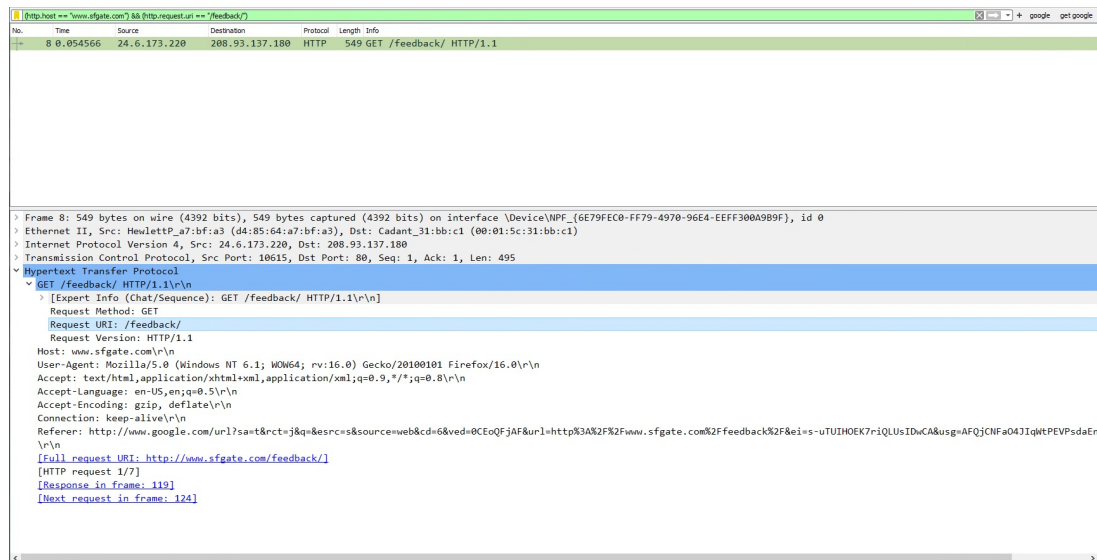 (http.host == "www.sfgate.com") && (http.request.uri == "/feedback/") + google get google
No. Time Source Destination Protocol Length Info
8 0.054566 24.6.173.220 208.93.137.180 HTTP 549 GET /feedback/ HTTP/1.1
> Frame 8: 549 bytes on wire (4392 bits), 549 bytes captured (4392 bits) on interface \Device\NPF_{6E79FEC0-FF79-4970-96E4-EEFF300A9B9F}, id 0
> Ethernet II, Src: HewlettP_a7:bf:a3 (d4:85:64:a7:bf:a3), Dst: Cadant_31:bb:c1 (00:01:5c:31:bb:c1)
> Internet Protocol Version 4, Src: 24.6.173.220, Dst: 208.93.137.180
> Transmission Control Protocol, Src Port: 10615, Dst Port: 80, Seq: 1, Ack: 1, Len: 495
Hypertext Transfer Protocol
GET /feedback/ HTTP/1.1\r\n
> [Expert Info (Chat/Sequence): GET /feedback/ HTTP/1.1\r\n]
Request Method: GET
Request URI: /feedback/
Request Version: HTTP/1.1
Host: www.sfgate.com\r\n
User-Agent: Mozilla/5.0 (Windows NT 6.1; WOW64; rv:16.0) Gecko/20100101 Firefox/16.0\r\n
Accept: text/html,application/xhtml+xml,application/xml;q=0.9,*/*;q=0.8\r\n
Accept-Language: en-US,en;q=0.5\r\n
Accept-Encoding: gzip, deflate\r\n
Connection: keep-alive\r\n
Referer: http://www.google.com/url?sa=t&rct=j&q=&esrc=s&source=web&cd=6&ved=0CEoQFjAF&url=http%3A%2F%2Fwww.sfgate.com%2Ffeedback%2F&ei=s-uTUIHOEK7riQLUsIDwCA&usg=AFQjCNFaO4JIqWtPEVPsdaEn
\r\n
[Full request URI: http://www.sfgate.com/feedback/]
[HTTP request 1/7]
[Response in frame: 119]
[Next request in frame: 124]